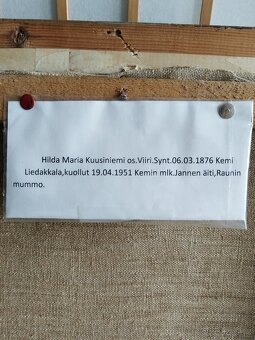 Hilda Maria Kuusiniemi os.Viiri.Synt.06.03.1876 Kemi
Liedakkala,kuollut 19.04.1951 Kemin mlk.Jannen äiti,Raunin
mummo.